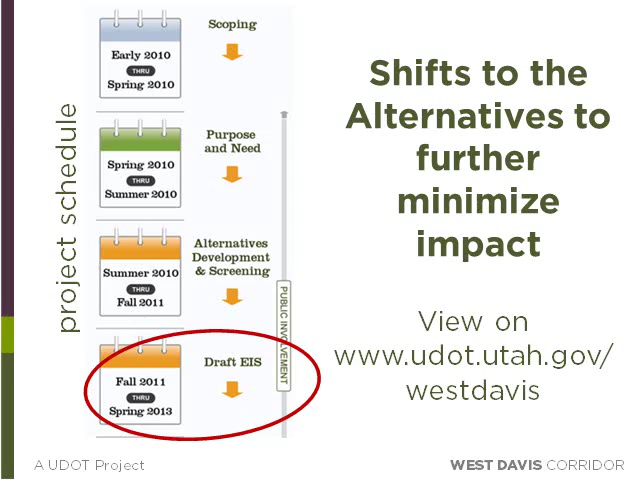 project schedule
Scoping
Early 2010
THRU
Spring 2010
Purpose
and Need
Spring 2010
THRU
Summer 2010
Alternatives
Development
& Screening
Summer 2010
THRU
Fall 2011
Draft EIS
Fall 2011
THRU
Spring 2013
PUBLIC INVOLVEMENT
Shifts to the
Alternatives to
further
minimize
impact
View on
www.udot.utah.gov/
westdavis
A UDOT Project
WEST DAVIS CORRIDOR